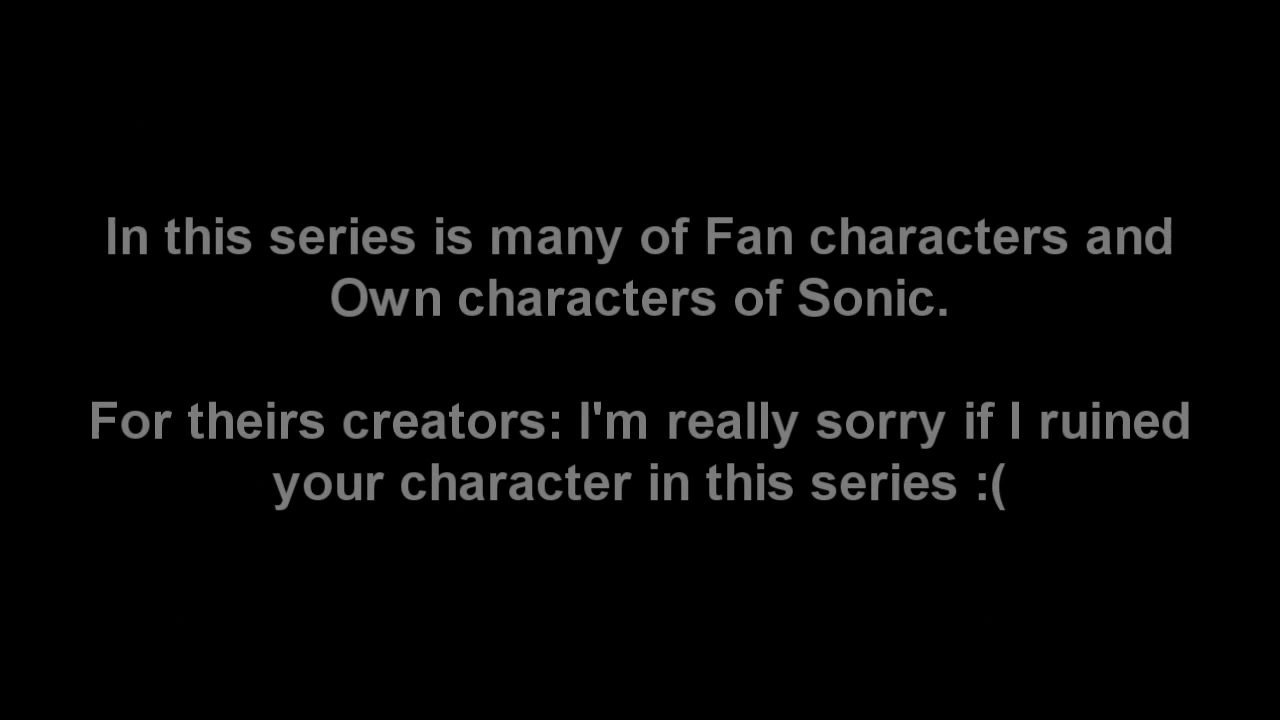 In this series is many of Fan characters and
Own characters of Sonic.
For theirs creators: I'm really sorry if I ruined
your character in this series :(